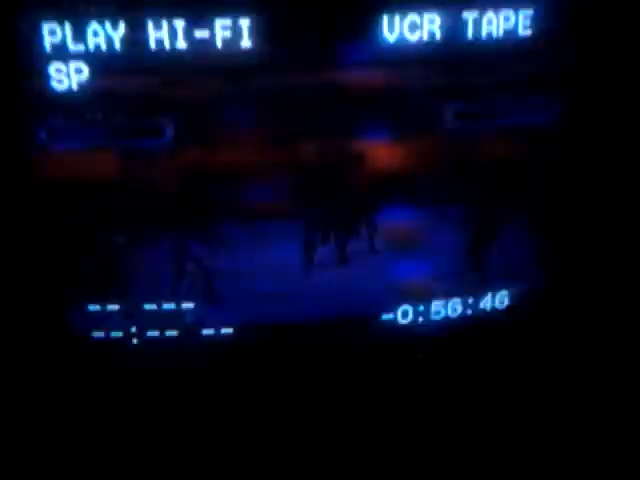 PLAY HI-FI
VCR TAPE
SP
-- ---
--:-- --
-0:56:46